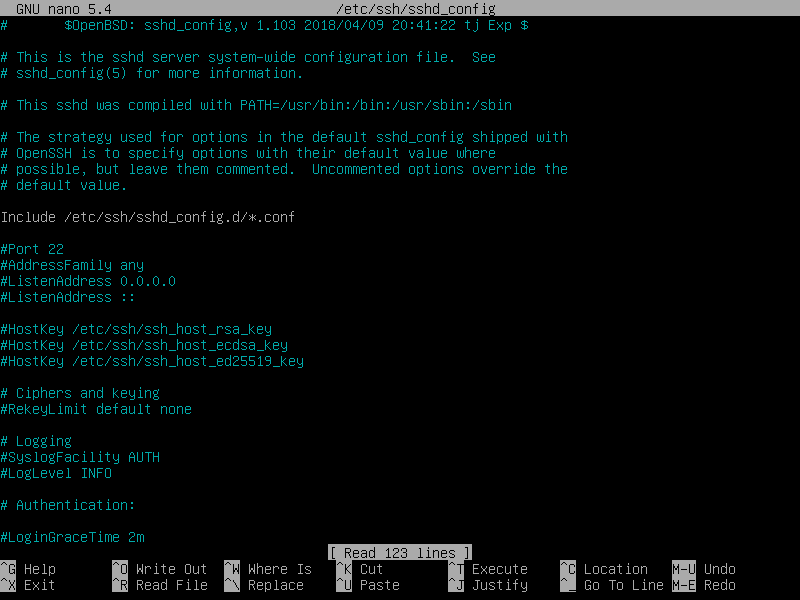 GNU nano 5.4 /etc/ssh/sshd_config
# $OpenBSD: sshd_config,v 1.103 2018/04/09 20:41:22 tj Exp $
# This is the sshd server system-wide configuration file.  See
# sshd_config(5) for more information.
# This sshd was compiled with PATH=/usr/bin:/bin:/usr/sbin:/sbin
# The strategy used for options in the default sshd_config shipped with
# OpenSSH is to specify options with their default value where
# possible, but leave them commented.  Uncommented options override the
# default value.
Include /etc/ssh/sshd_config.d/*.conf
#Port 22
#AddressFamily any
#ListenAddress 0.0.0.0
#ListenAddress ::
#HostKey /etc/ssh/ssh_host_rsa_key
#HostKey /etc/ssh/ssh_host_ecdsa_key
#HostKey /etc/ssh/ssh_host_ed25519_key
# Ciphers and keying
#RekeyLimit default none
# Logging
#SyslogFacility AUTH
#LogLevel INFO
# Authentication:
#LoginGraceTime 2m
[ Read 123 lines ]
^G Help ^O Write Out ^W Where Is ^K Cut ^T Execute ^C Location M-U Undo
^X Exit ^R Read File ^\ Replace ^U Paste ^J Justify ^_ Go To Line M-E Redo